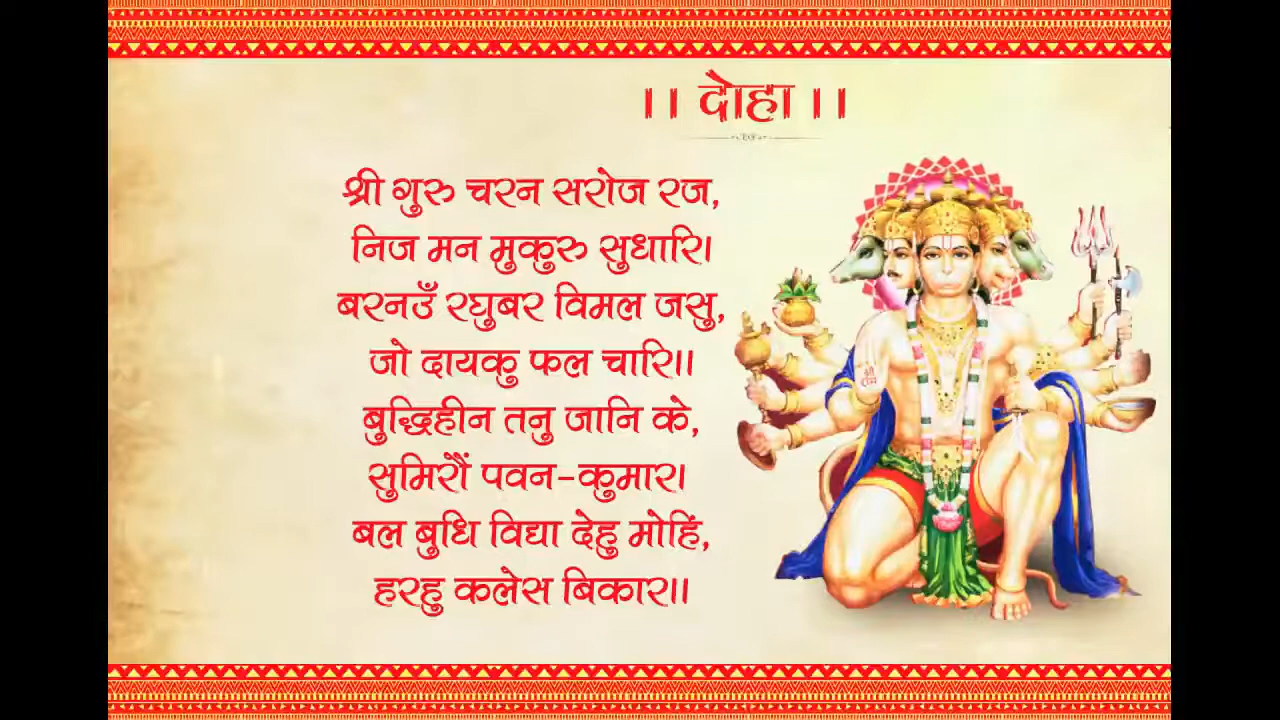 ।। दोहा ।।
श्री गुरु चरन सरोज रज,
निज मन मुकुरु सुधारि।
बरनउँ रघुबर विमल जसु,
जो दायकु फल चारि।।
बुद्धिहीन तनु जानि के,
सुमिरौं पवन-कुमार।
बल बुधि विद्या देहु मोहिं,
हरहु कलेस बिकार।।
श्री
राम